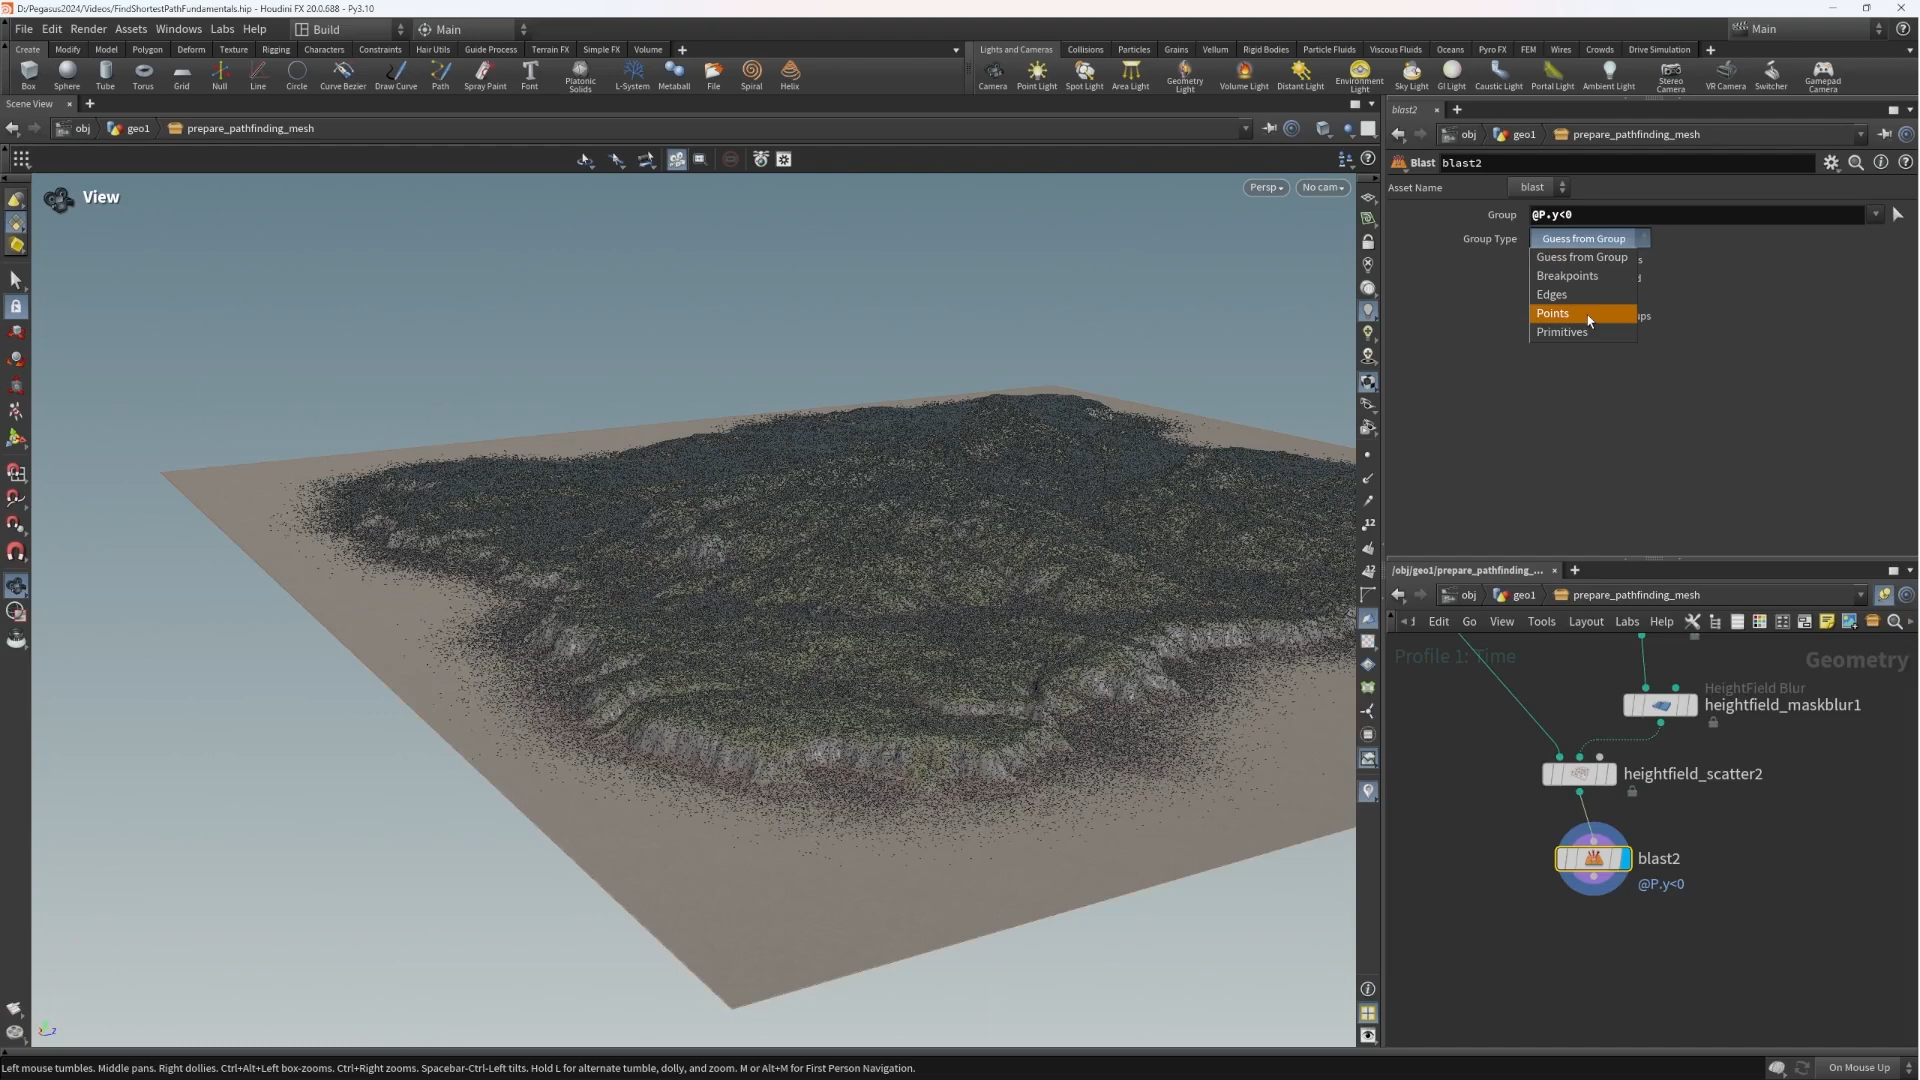 D:/Pegasus2024/Videos/FindShortestPathFundamentals.hip - Houdini FX 20.0.688 - Py3.10
File Edit Render Assets Windows Labs Help Build Main Main
Create Modify Model Polygon Deform Texture Rigging Characters Constraints Hair Utils Guide Process Terrain FX Simple FX Volume
Lights and Cameras Collisions Particles Grains Vellum Rigid Bodies Particle Fluids Viscous Fluids Oceans Pyro FX FEM Wires Crowds Drive Simulation
Box Sphere Tube Torus Grid Null Line Circle Curve Bezier Draw Curve Path Spray Paint Font Platonic Solids L-System Metaball File Spiral Helix
Camera Point Light Spot Light Area Light Geometry Light Volume Light Distant Light Environment Light Sky Light GI Light Caustic Light Portal Light Ambient Light Stereo Camera VR Camera Switcher Gamepad Camera
Scene View
obj geo1 prepare_pathfinding_mesh
View
Persp No cam
blast2
obj geo1 prepare_pathfinding_mesh
Blast blast2
Asset Name blast
Group @P.y<0
Group Type Guess from Group
Guess from Group
Breakpoints
Edges
Points
Primitives
/obj/geo1/prepare_pathfinding_...
obj geo1 prepare_pathfinding_mesh
Edit Go View Tools Layout Labs Help
Profile 1: Time
Geometry
HeightField Blur
heightfield_maskblur1
heightfield_scatter2
blast2
@P.y<0
Left mouse tumbles. Middle pans. Right dollies. Ctrl+Alt+Left box-zooms. Ctrl+Right zooms. Spacebar-Ctrl-Left tilts. Hold L for alternate tumble, dolly, and zoom. M or Alt+M for First Person Navigation.
On Mouse Up